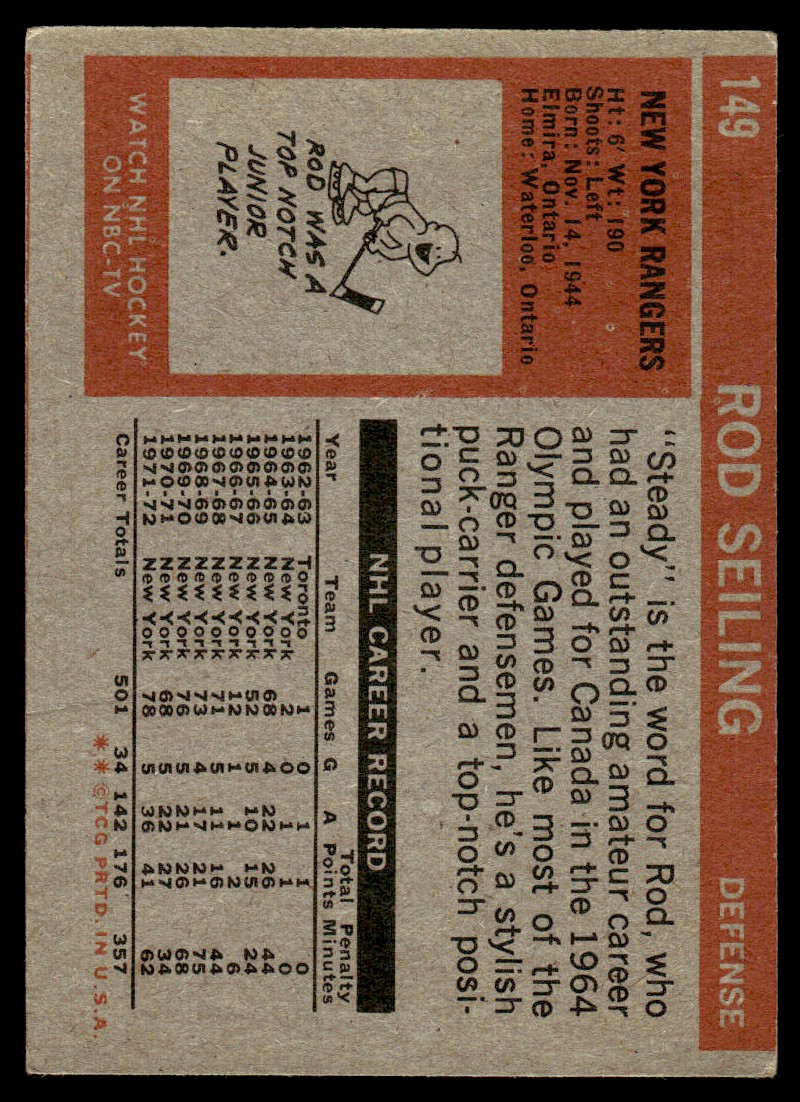 149 ROD SEILING DEFENSE
NEW YORK RANGERS
Ht: 6' Wt: 190
Shoots: Left
Born: Nov. 14, 1944
Elmira, Ontario
Home: Waterloo, Ontario
ROD WAS A
TOP NOTCH
JUNIOR
PLAYER.
WATCH NHL HOCKEY
ON NBC-TV
"Steady" is the word for Rod, who
had an outstanding amateur career
and played for Canada in the 1964
Olympic Games. Like most of the
Ranger defensemen, he's a stylish
puck-carrier and a top-notch posi-
tional player.
NHL CAREER RECORD
Total Penalty
Year Team Games G A Points Minutes
1962-63 Toronto 1 0 1 1 0
1963-64 New York 2 0 1 1 0
1964-65 New York 68 4 22 26 44
1965-66 New York 52 5 10 15 24
1966-67 New York 12 1 1 2 6
1967-68 New York 71 5 11 16 44
1968-69 New York 73 4 17 21 75
1969-70 New York 76 5 21 26 68
1970-71 New York 68 5 22 27 34
1971-72 New York 78 5 36 41 62
Career Totals 501 34 142 176 357
**©TCG PRTD. IN U.S.A.